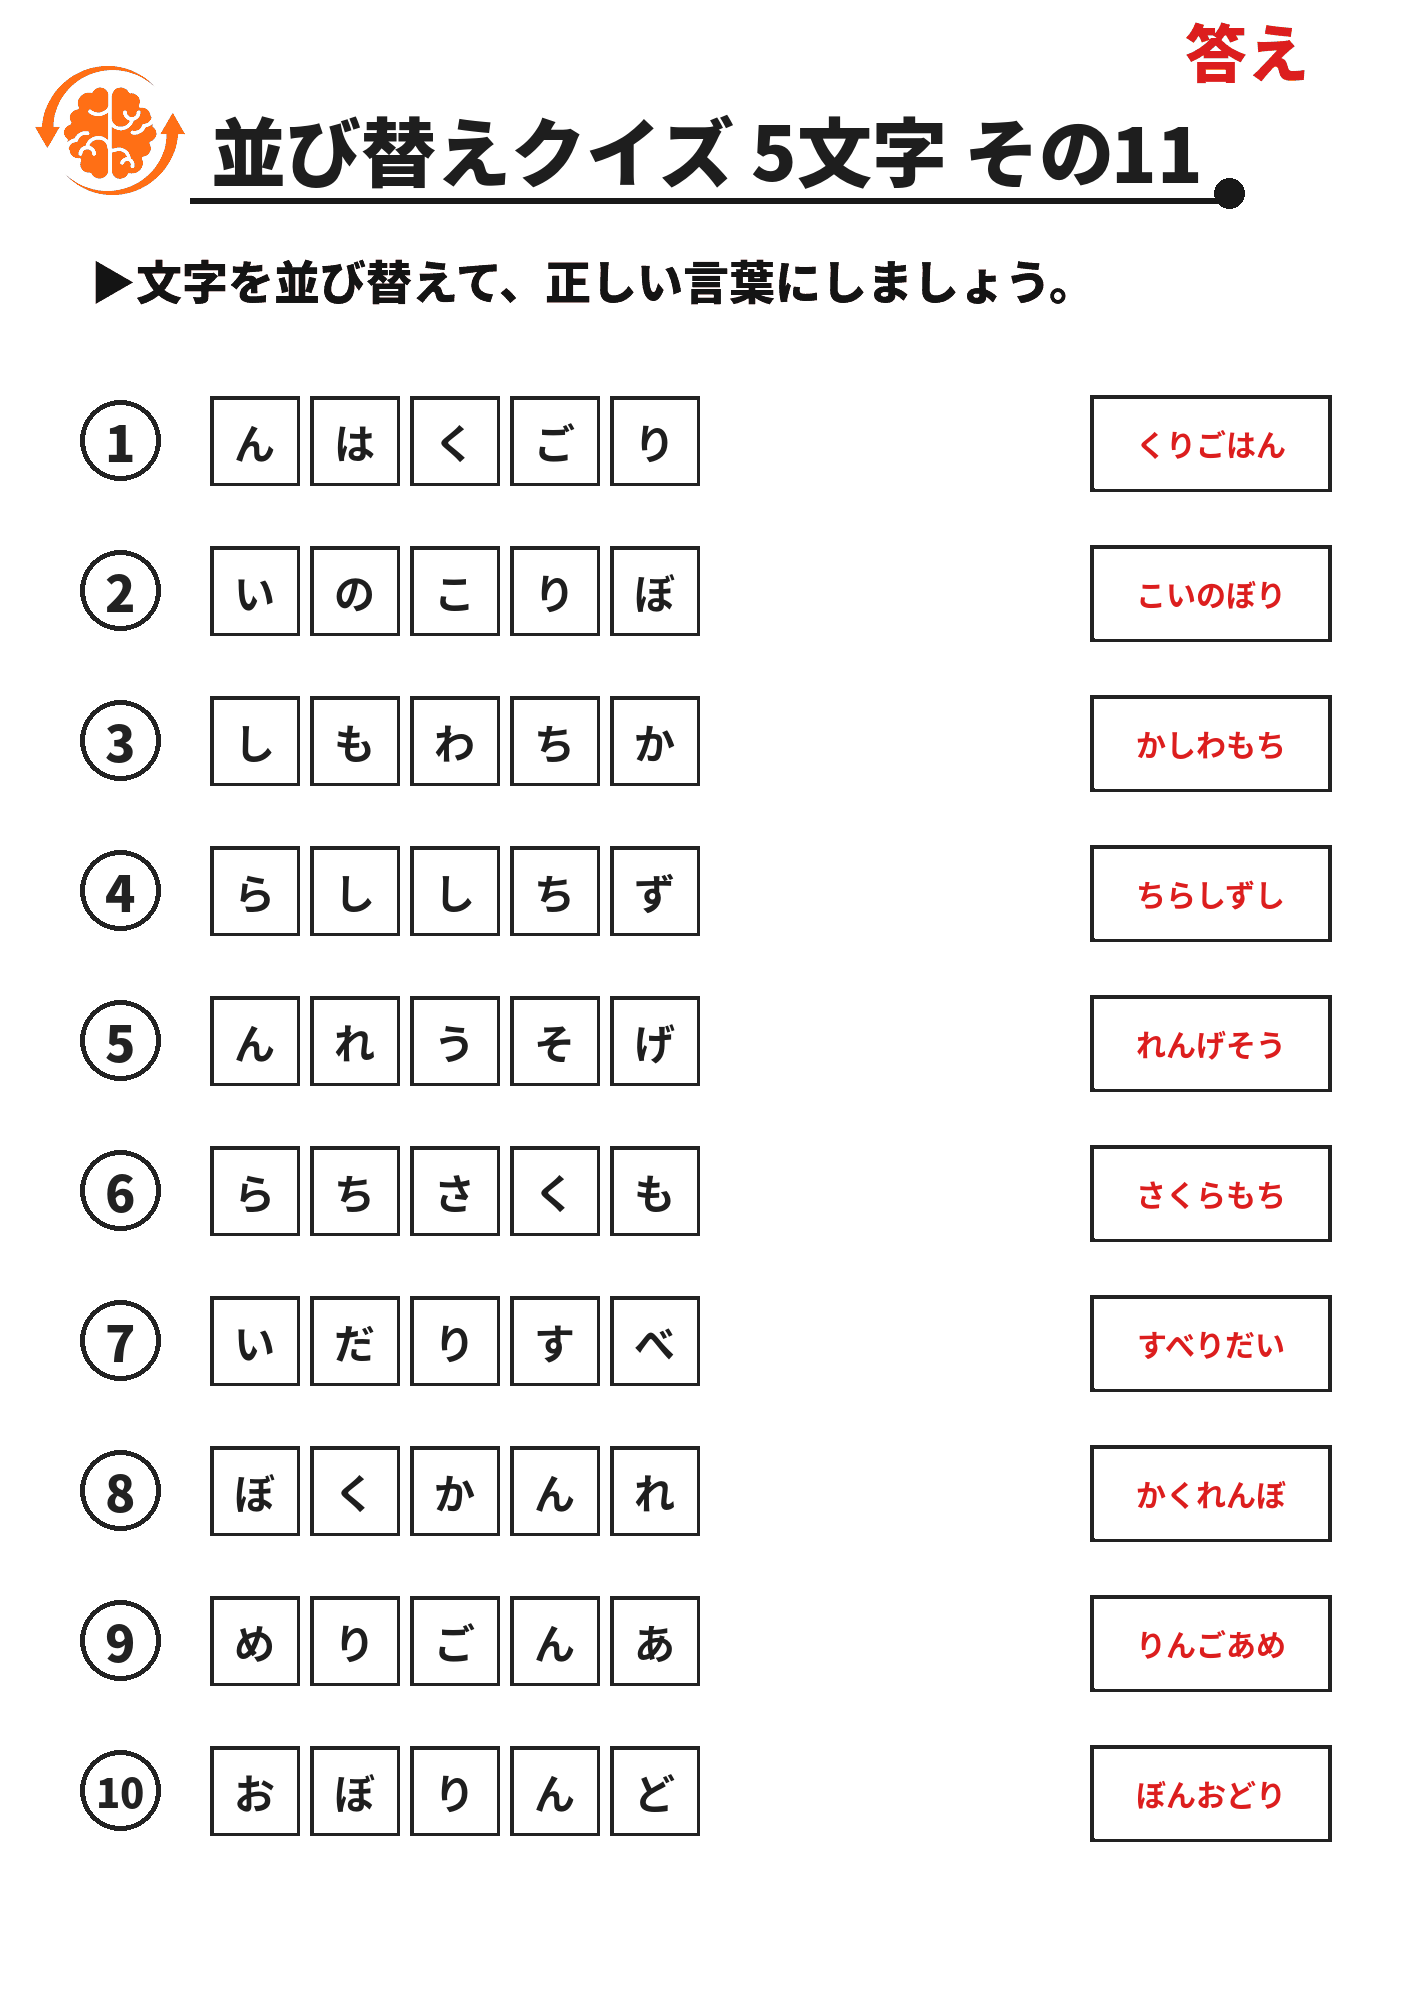 答え
並び替えクイズ 5文字 その11
▶文字を並び替えて、正しい言葉にしましょう。
1 ん は く ご り くりごはん
2 い の こ り ぼ こいのぼり
3 し も わ ち か かしわもち
4 ら し し ち ず ちらしずし
5 ん れ う そ げ れんげそう
6 ら ち さ く も さくらもち
7 い だ り す べ すべりだい
8 ぼ く か ん れ かくれんぼ
9 め り ご ん あ りんごあめ
10 お ぼ り ん ど ぼんおどり